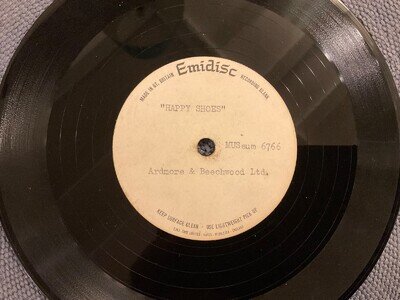 Emidisc
MADE IN GT. BRITAIN
RECORDING BLANK
"HAPPY SHOES"
MUSeum 6766
Ardmore & Beechwood Ltd.
KEEP SURFACE CLEAN - USE LIGHTWEIGHT PICK UP